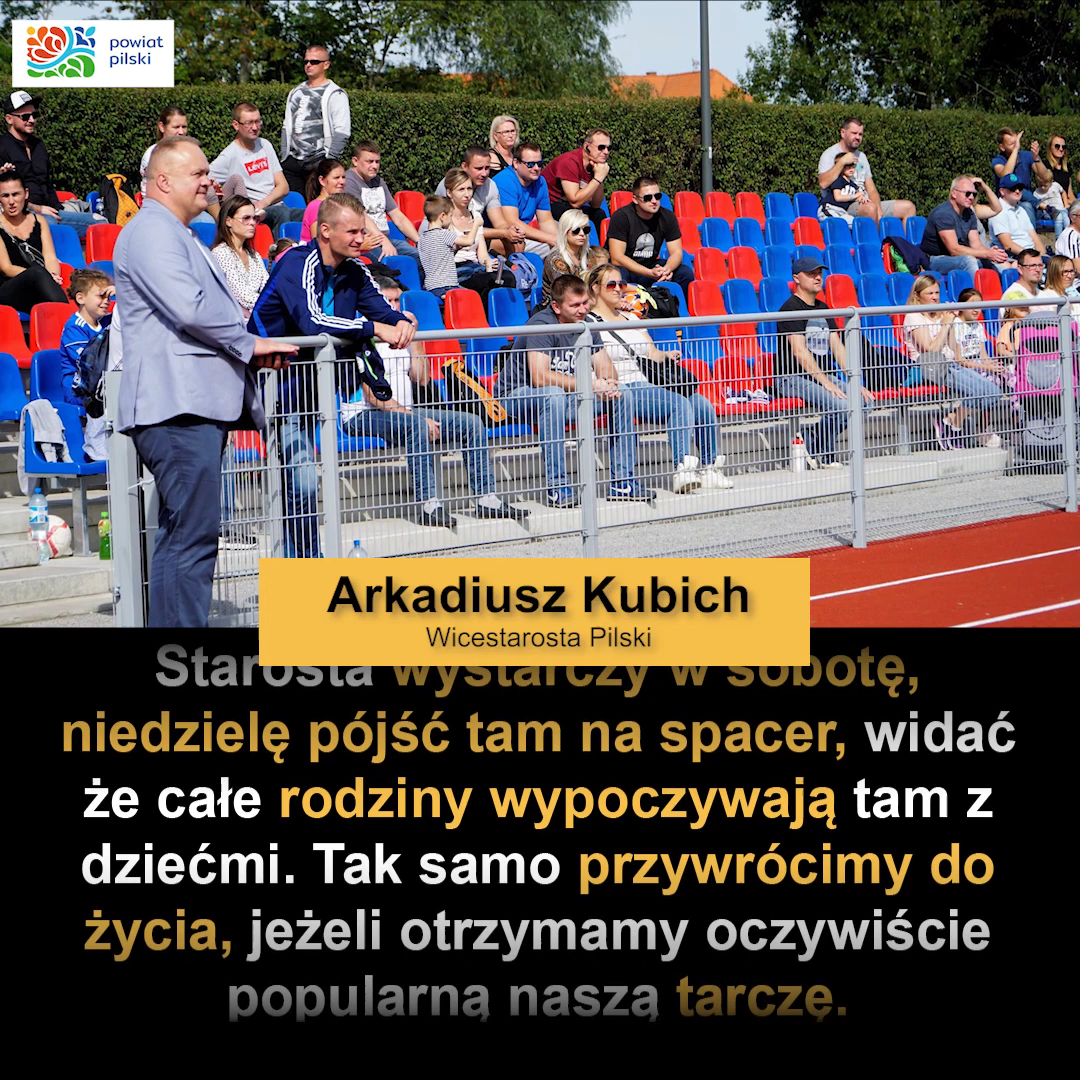 powiat
pilski
LEVI'S
Arkadiusz Kubich
Wicestarosta Pilski
Starosta wystarczy w sobotę,
niedzielę pójść tam na spacer, widać
że całe rodziny wypoczywają tam z
dziećmi. Tak samo przywrócimy do
życia, jeżeli otrzymamy oczywiście
popularną naszą tarczę.